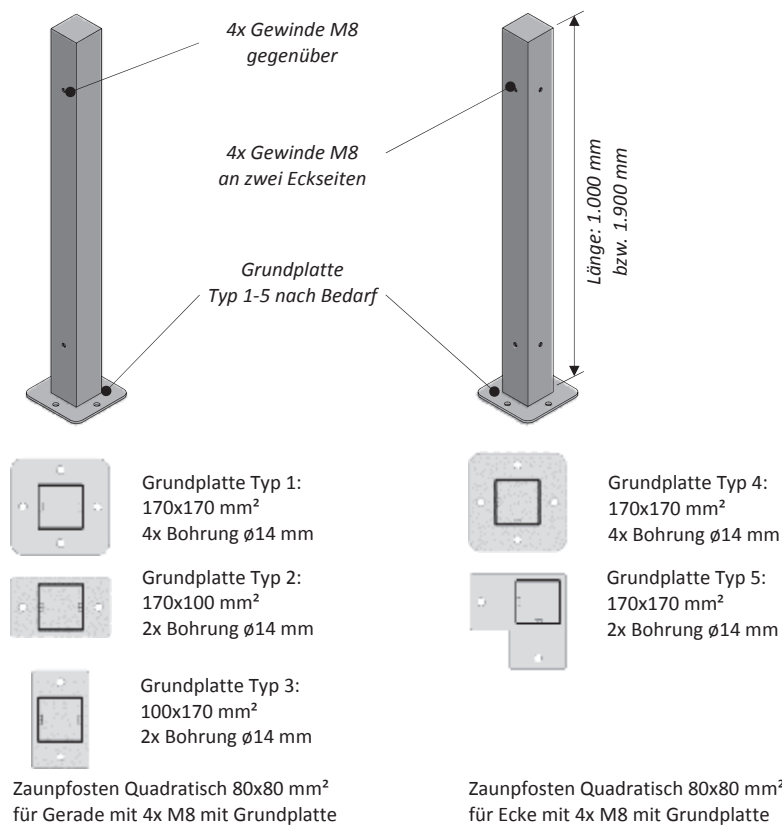 4x Gewinde M8
gegenüber
4x Gewinde M8
an zwei Eckseiten
Grundplatte
Typ 1-5 nach Bedarf
Länge: 1.000 mm
bzw. 1.900 mm
Grundplatte Typ 1:
170x170 mm²
4x Bohrung ø14 mm
Grundplatte Typ 2:
170x100 mm²
2x Bohrung ø14 mm
Grundplatte Typ 3:
100x170 mm²
2x Bohrung ø14 mm
Zaunpfosten Quadratisch 80x80 mm²
für Gerade mit 4x M8 mit Grundplatte
Grundplatte Typ 4:
170x170 mm²
4x Bohrung ø14 mm
Grundplatte Typ 5:
170x170 mm²
2x Bohrung ø14 mm
Zaunpfosten Quadratisch 80x80 mm²
für Ecke mit 4x M8 mit Grundplatte